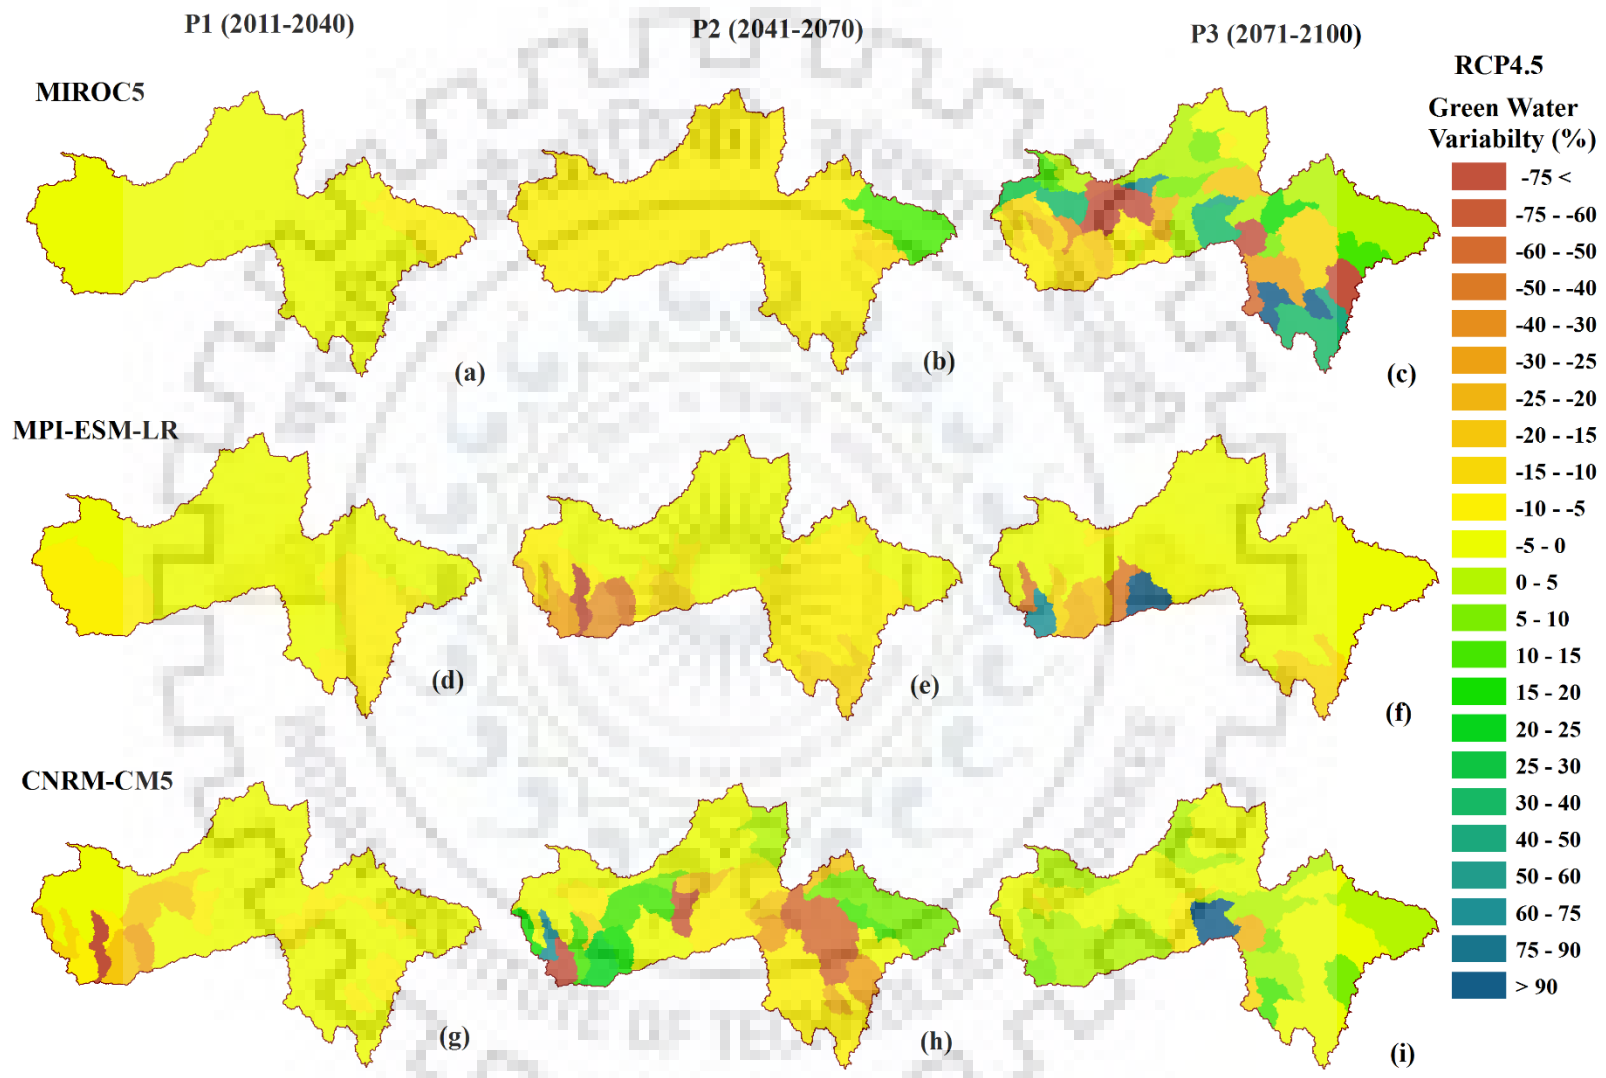 P1 (2011-2040)
P2 (2041-2070)
P3 (2071-2100)
RCP4.5
Green Water
Variabilty (%)
-75 <
-75 - -60
-60 - -50
-50 - -40
-40 - -30
-30 - -25
-25 - -20
-20 - -15
-15 - -10
-10 - -5
-5 - 0
0 - 5
5 - 10
10 - 15
15 - 20
20 - 25
25 - 30
30 - 40
40 - 50
50 - 60
60 - 75
75 - 90
> 90
MIROC5
(a)
(b)
(c)
MPI-ESM-LR
(d)
(e)
(f)
CNRM-CM5
(g)
(h)
(i)
OF TE